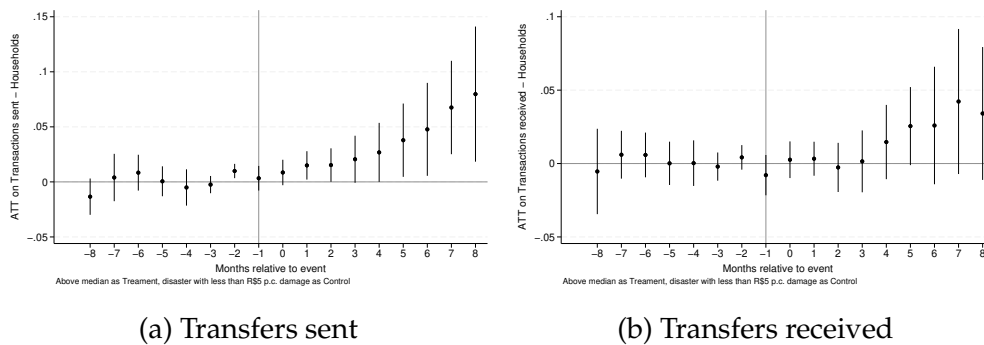 ATT on Transactions sent − Households
.15
.1
.05
0
−.05
−8 −7 −6 −5 −4 −3 −2 −1 0 1 2 3 4 5 6 7 8
Months relative to event
Above median as Treament, disaster with less than R$5 p.c. damage as Control
(a) Transfers sent
ATT on Transactions received − Households
.1
.05
0
−.05
−8 −7 −6 −5 −4 −3 −2 −1 0 1 2 3 4 5 6 7 8
Months relative to event
Above median as Treament, disaster with less than R$5 p.c. damage as Control
(b) Transfers received